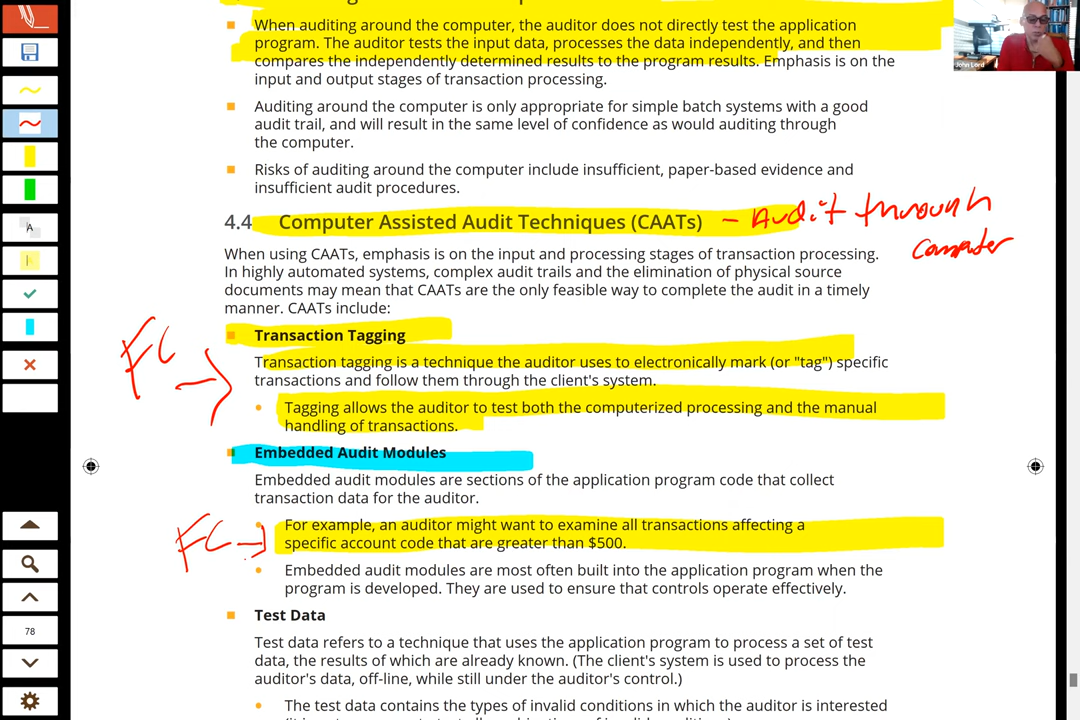 When auditing around the computer, the auditor does not directly test the application
program. The auditor tests the input data, processes the data independently, and then
compares the independently determined results to the program results. Emphasis is on the
input and output stages of transaction processing.
Auditing around the computer is only appropriate for simple batch systems with a good
audit trail, and will result in the same level of confidence as would auditing through
the computer.
Risks of auditing around the computer include insufficient, paper-based evidence and
insufficient audit procedures.
4.4 Computer Assisted Audit Techniques (CAATs) - Audit through
computer
When using CAATs, emphasis is on the input and processing stages of transaction processing.
In highly automated systems, complex audit trails and the elimination of physical source
documents may mean that CAATs are the only feasible way to complete the audit in a timely
manner. CAATs include:
Transaction Tagging
FC
Transaction tagging is a technique the auditor uses to electronically mark (or "tag") specific
transactions and follow them through the client's system.
Tagging allows the auditor to test both the computerized processing and the manual
handling of transactions.
Embedded Audit Modules
Embedded audit modules are sections of the application program code that collect
transaction data for the auditor.
FC
For example, an auditor might want to examine all transactions affecting a
specific account code that are greater than $500.
Embedded audit modules are most often built into the application program when the
program is developed. They are used to ensure that controls operate effectively.
Test Data
Test data refers to a technique that uses the application program to process a set of test
data, the results of which are already known. (The client's system is used to process the
auditor's data, off-line, while still under the auditor's control.)
The test data contains the types of invalid conditions in which the auditor is interested
John Lord
A
78